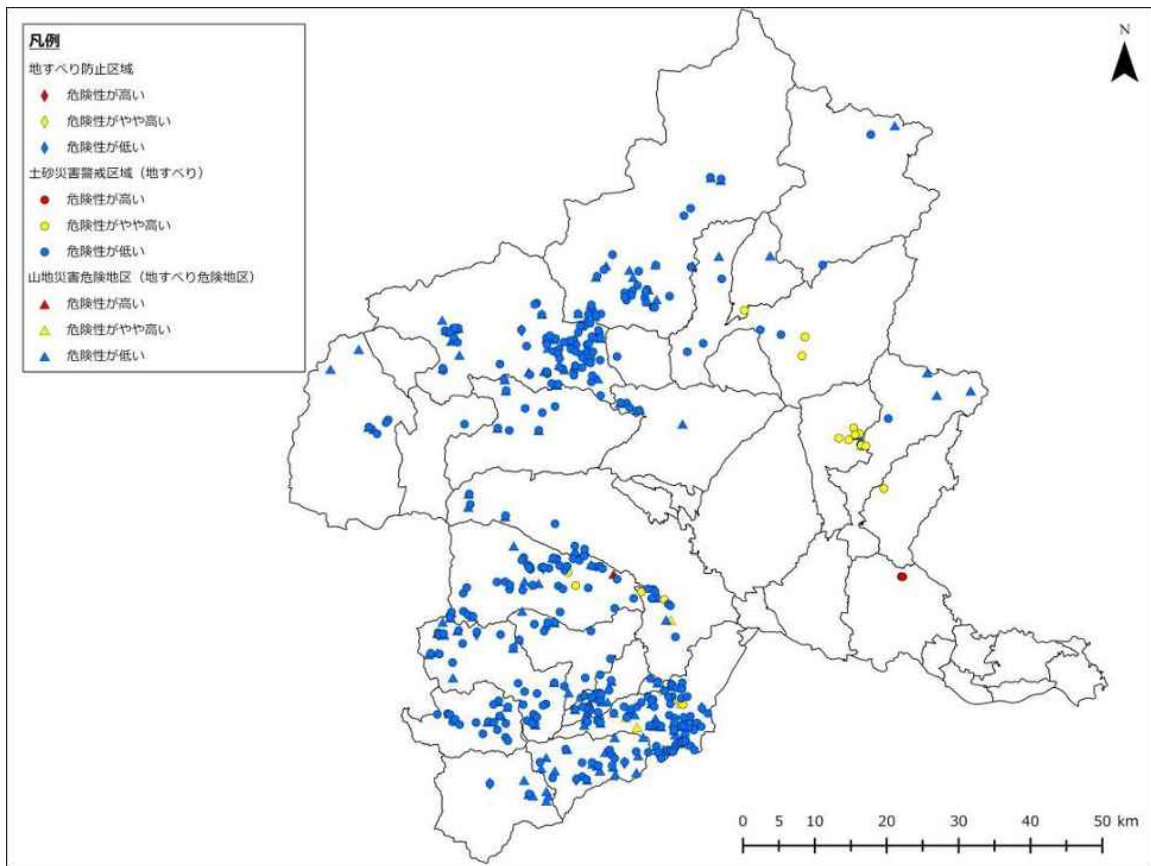 凡例
地すべり防止区域
危険性が高い
危険性がやや高い
危険性が低い
土砂災害警戒区域（地すべり）
危険性が高い
危険性がやや高い
危険性が低い
山地災害危険地区（地すべり危険地区）
危険性が高い
危険性がやや高い
危険性が低い
N
0 5 10 20 30 40 50 km